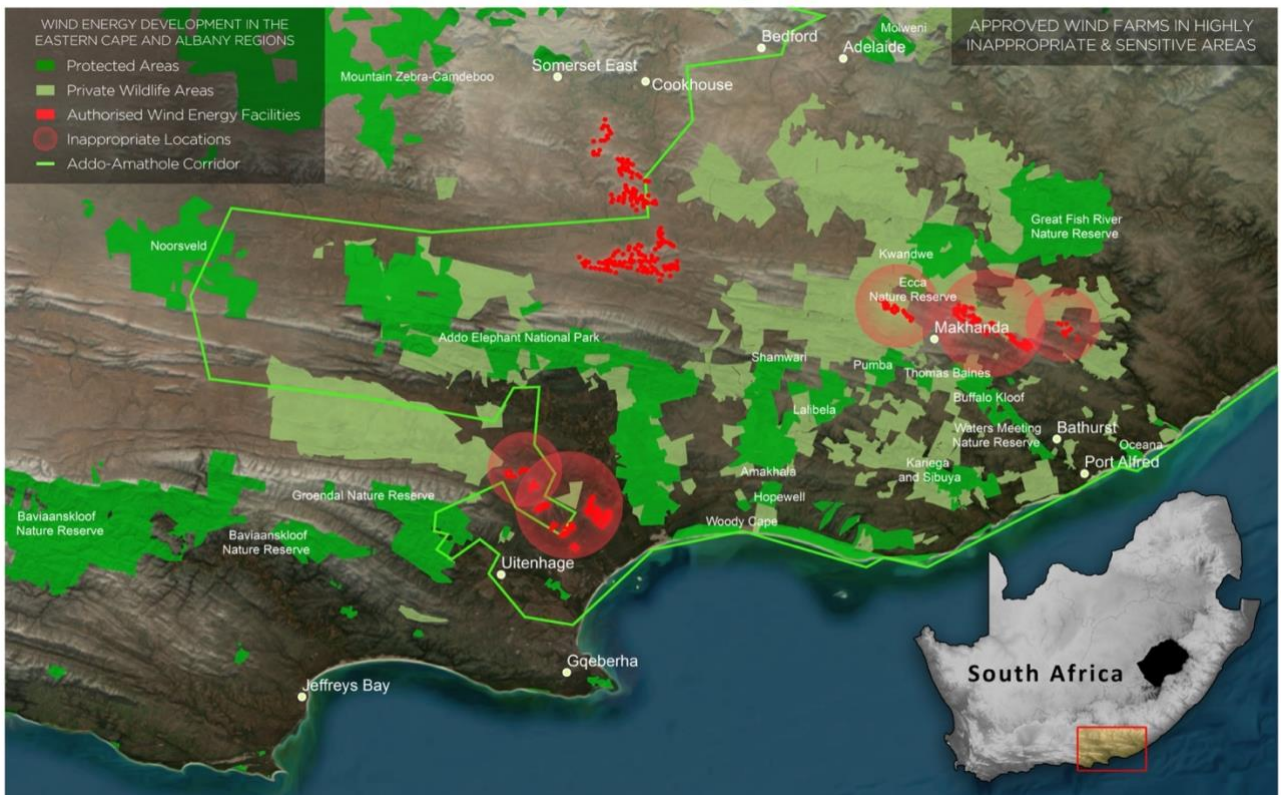 WIND ENERGY DEVELOPMENT IN THE
EASTERN CAPE AND ALBANY REGIONS
Protected Areas
Private Wildlife Areas
Authorised Wind Energy Facilities
Inappropriate Locations
Addo-Amathole Corridor
APPROVED WIND FARMS IN HIGHLY
INAPPROPRIATE & SENSITIVE AREAS
Molweni
Bedford
Adelaide
Somerset East
Mountain Zebra-Camdeboo
Cookhouse
Great Fish River
Nature Reserve
Noorsveld
Kwandwe
Ecca
Nature Reserve
Makhanda
Addo Elephant National Park
Shamwari
Pumba
Thomas Baines
Lalibela
Buffalo Kloof
Waters Meeting
Nature Reserve
Bathurst
Oceana
Port Alfred
Kariega
and Sibuya
Amakhala
Hopewell
Woody Cape
Groendal Nature Reserve
Baviaanskloof
Nature Reserve
Baviaanskloof
Nature Reserve
Uitenhage
Gqeberha
Jeffreys Bay
South Africa